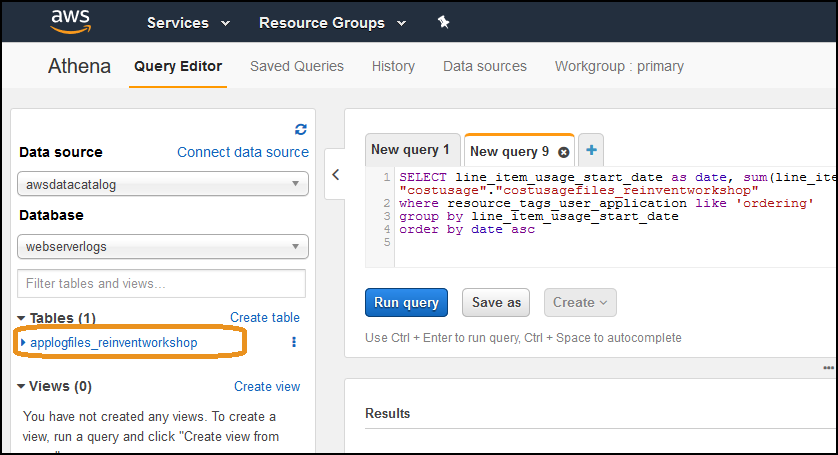 aws Services Resource Groups
Athena Query Editor Saved Queries History Data sources Workgroup : primary
Data source Connect data source
awsdatacatalog
Database
webserverlogs
Filter tables and views...
Tables (1) Create table
applogfiles_reinventworkshop
Views (0) Create view
You have not created any views. To create a
view, run a query and click "Create view from
New query 1 New query 9
1 SELECT line_item_usage_start_date as date, sum(line_ite
"costusage"."costusagefiles_reinventworkshop"
2 where resource_tags_user_application like 'ordering'
3 group by line_item_usage_start_date
4 order by date asc
5
Run query Save as Create
Use Ctrl + Enter to run query, Ctrl + Space to autocomplete
Results